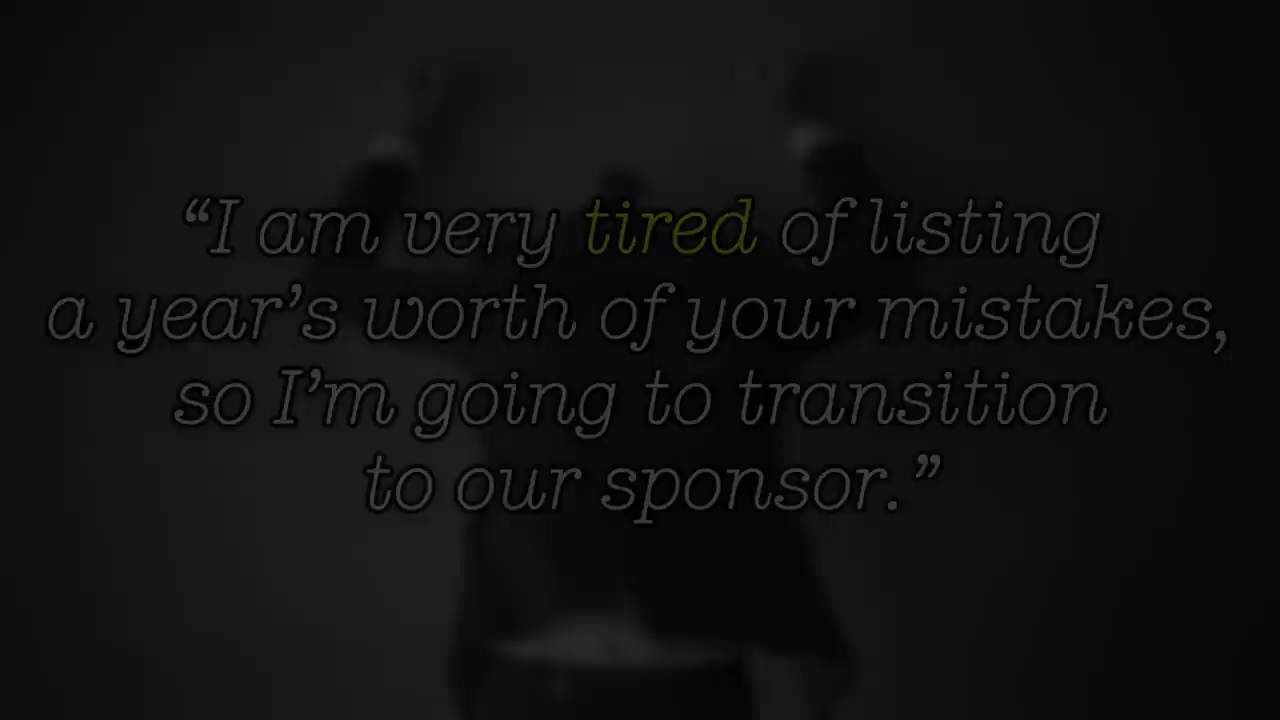 “I am very tired of listing
a year’s worth of your mistakes,
so I’m going to transition
to our sponsor.”